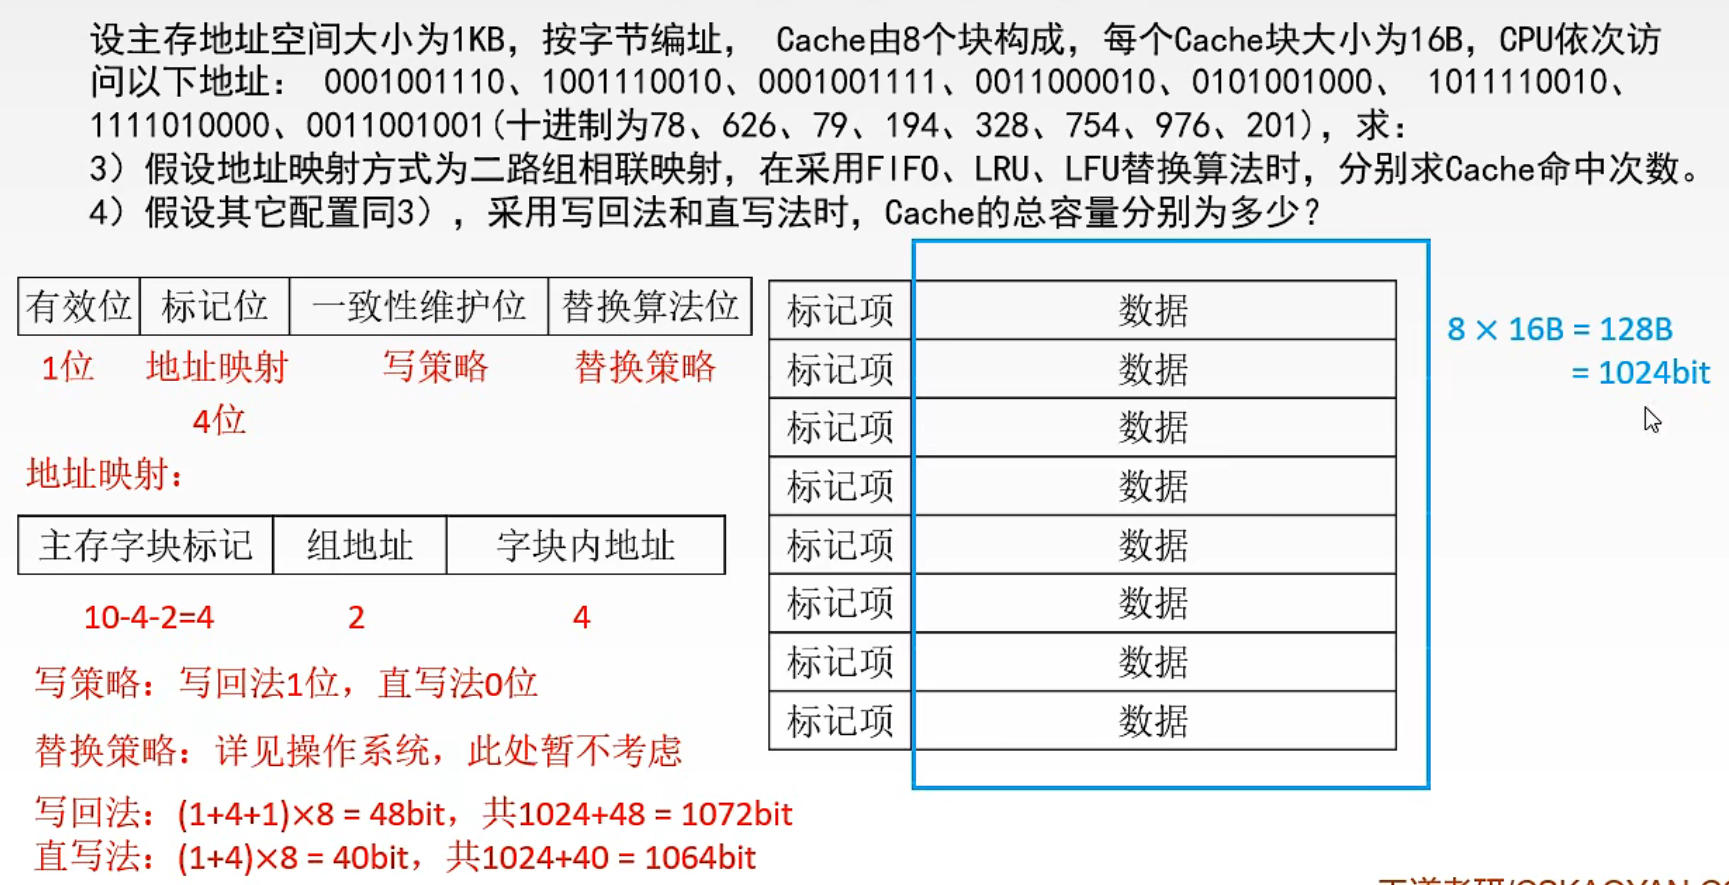 设主存地址空间大小为1KB，按字节编址， Cache由8个块构成，每个Cache块大小为16B，CPU依次访
问以下地址： 0001001110、1001110010、0001001111、0011000010、0101001000、 1011110010、
1111010000、0011001001(十进制为78、626、79、194、328、754、976、201)，求：
3）假设地址映射方式为二路组相联映射，在采用FIFO、LRU、LFU替换算法时，分别求Cache命中次数。
4）假设其它配置同3），采用写回法和直写法时，Cache的总容量分别为多少？
有效位 标记位 一致性维护位 替换算法位
1位 地址映射 写策略 替换策略
4位
地址映射：
主存字块标记 组地址 字块内地址
10-4-2=4 2 4
写策略：写回法1位，直写法0位
替换策略：详见操作系统，此处暂不考虑
写回法：(1+4+1)×8 = 48bit，共1024+48 = 1072bit
直写法：(1+4)×8 = 40bit，共1024+40 = 1064bit
标记项 数据
标记项 数据
标记项 数据
标记项 数据
标记项 数据
标记项 数据
标记项 数据
标记项 数据
8 × 16B = 128B
= 1024bit